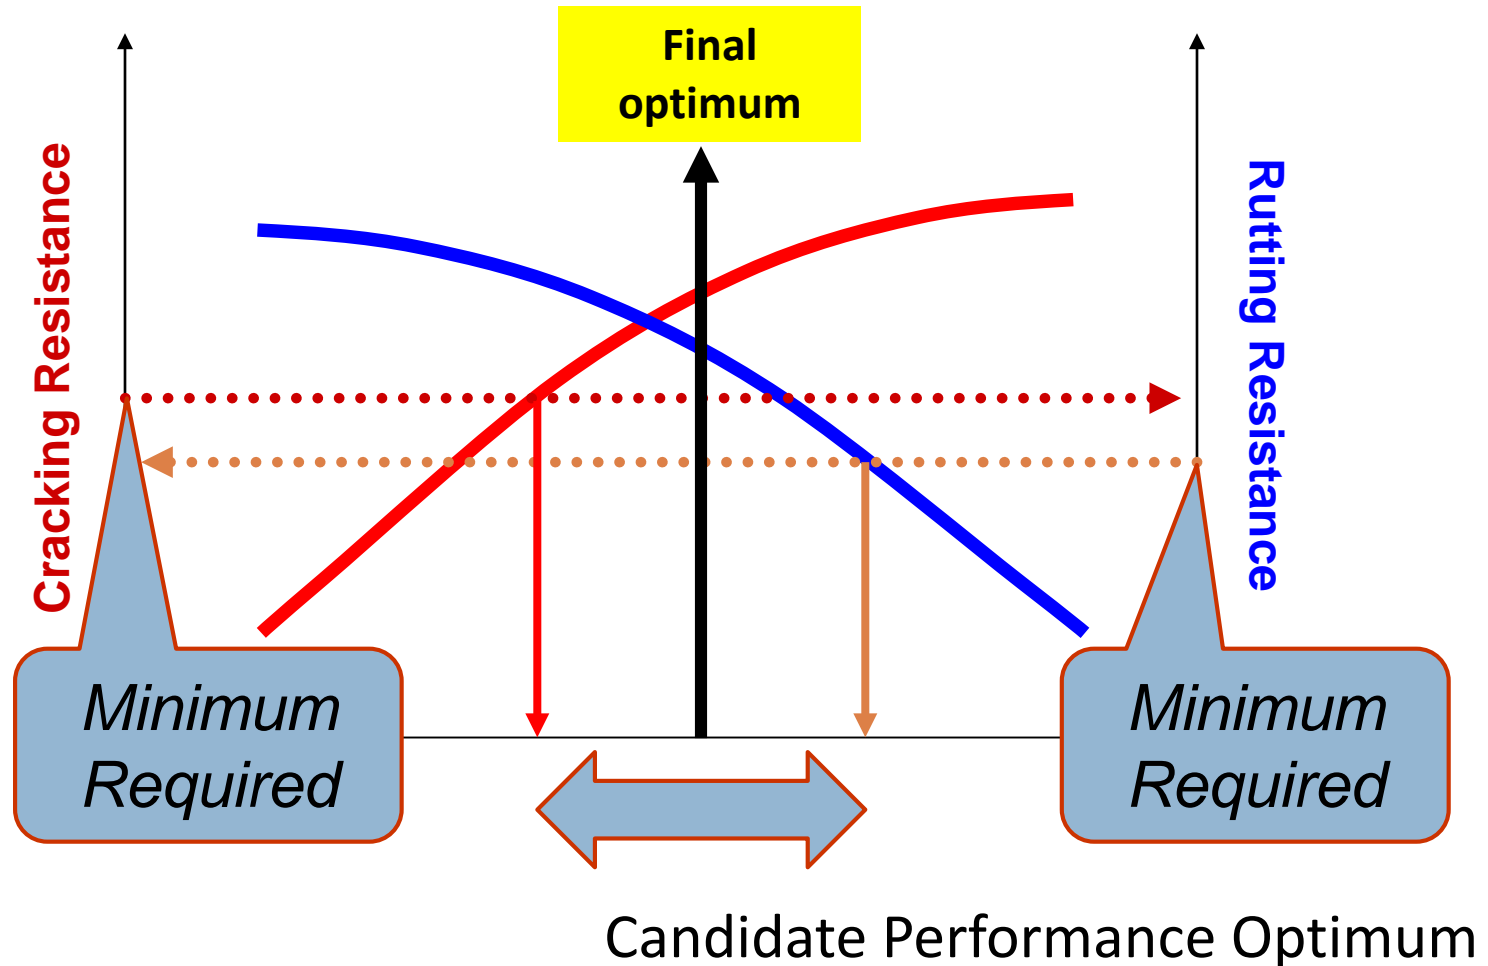 Final
optimum
Cracking Resistance
Rutting Resistance
Minimum
Required
Minimum
Required
Candidate Performance Optimum